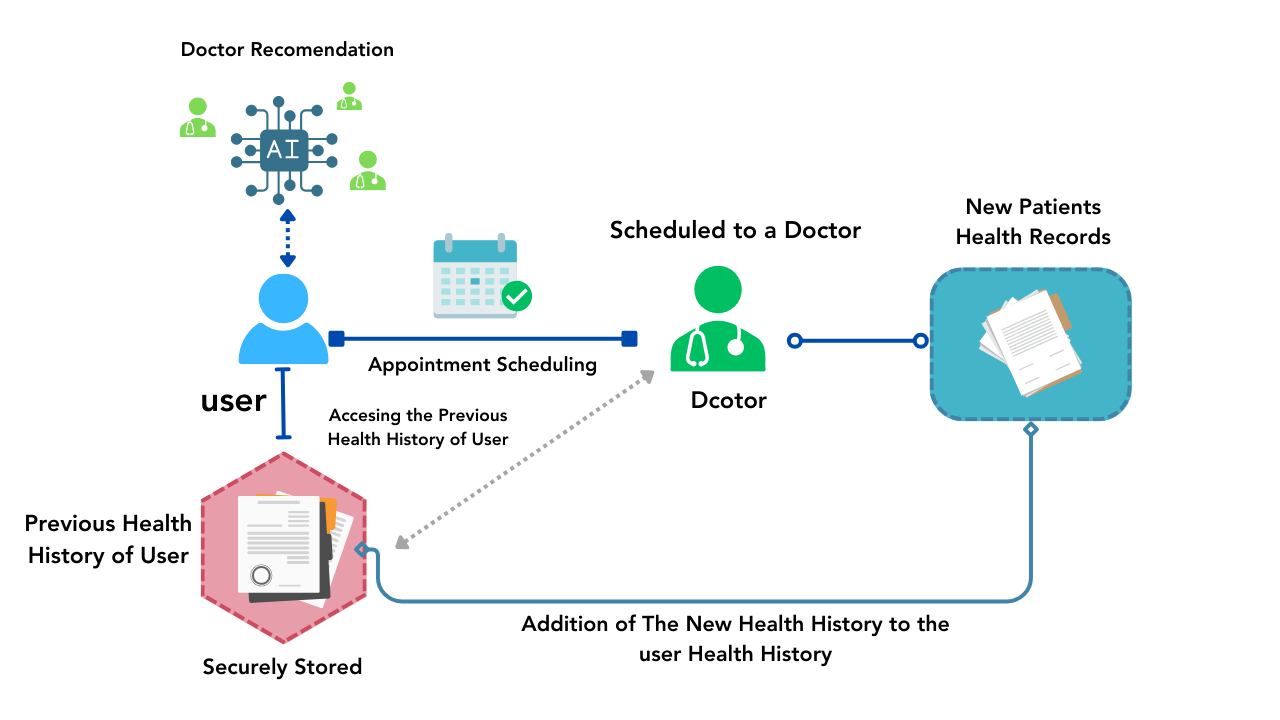 Doctor Recomendation
AI
New Patients
Health Records
Scheduled to a Doctor
Appointment Scheduling
user
Dcotor
Accesing the Previous
Health History of User
Previous Health
History of User
Addition of The New Health History to the
user Health History
Securely Stored